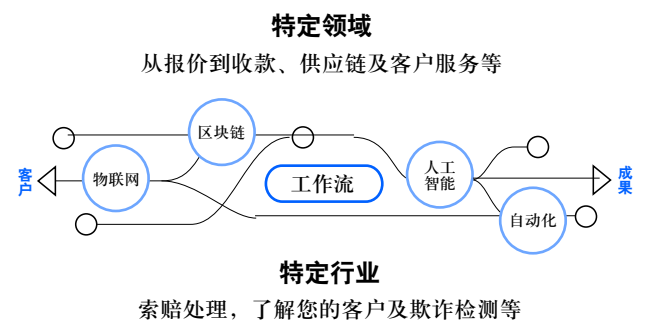 特定领域
从报价到收款、供应链及客户服务等
区块链
客户
物联网
工作流
人工
智能
成果
自动化
特定行业
索赔处理，了解您的客户及欺诈检测等